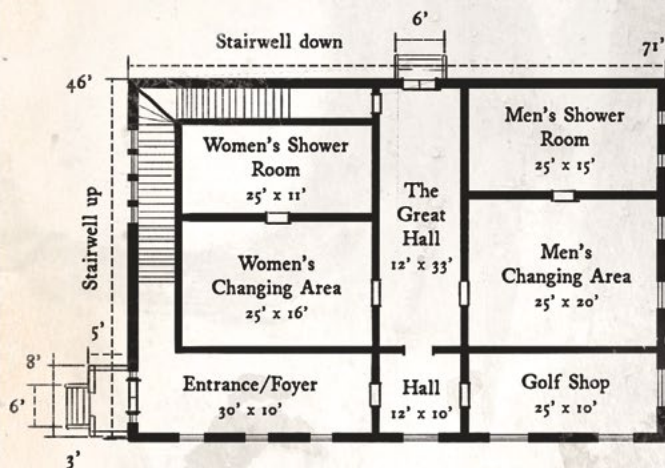 6'
Stairwell down
71'
46'
Men's Shower
Room
25' x 15'
Women's Shower
Room
25' x 11'
The
Great
Hall
12' x 33'
Stairwell up
Women's
Changing Area
25' x 16'
Men's
Changing Area
25' x 20'
5'
8'
Entrance/Foyer
30' x 10'
Hall
12' x 10'
Golf Shop
25' x 10'
6'
3'